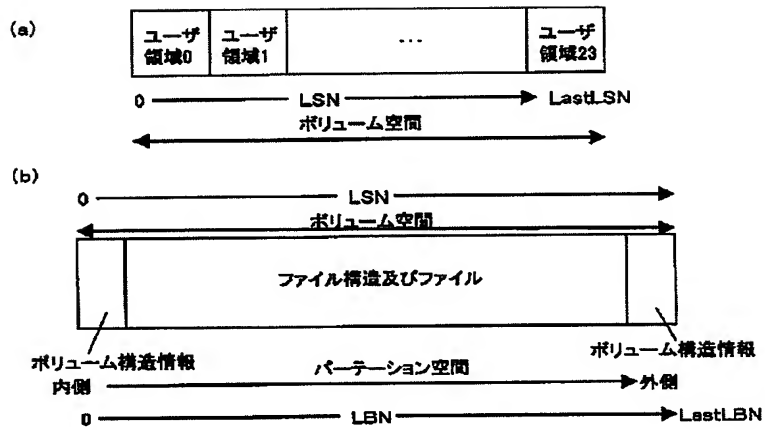 (a)
ユーザ 領域0
ユーザ 領域1
...
ユーザ 領域23
0 LSN LastLSN
ボリューム空間
(b)
0 LSN
ボリューム空間
ファイル構造及びファイル
ボリューム構造情報
ボリューム構造情報
内側 パーテーション空間 外側
0 LBN LastLBN